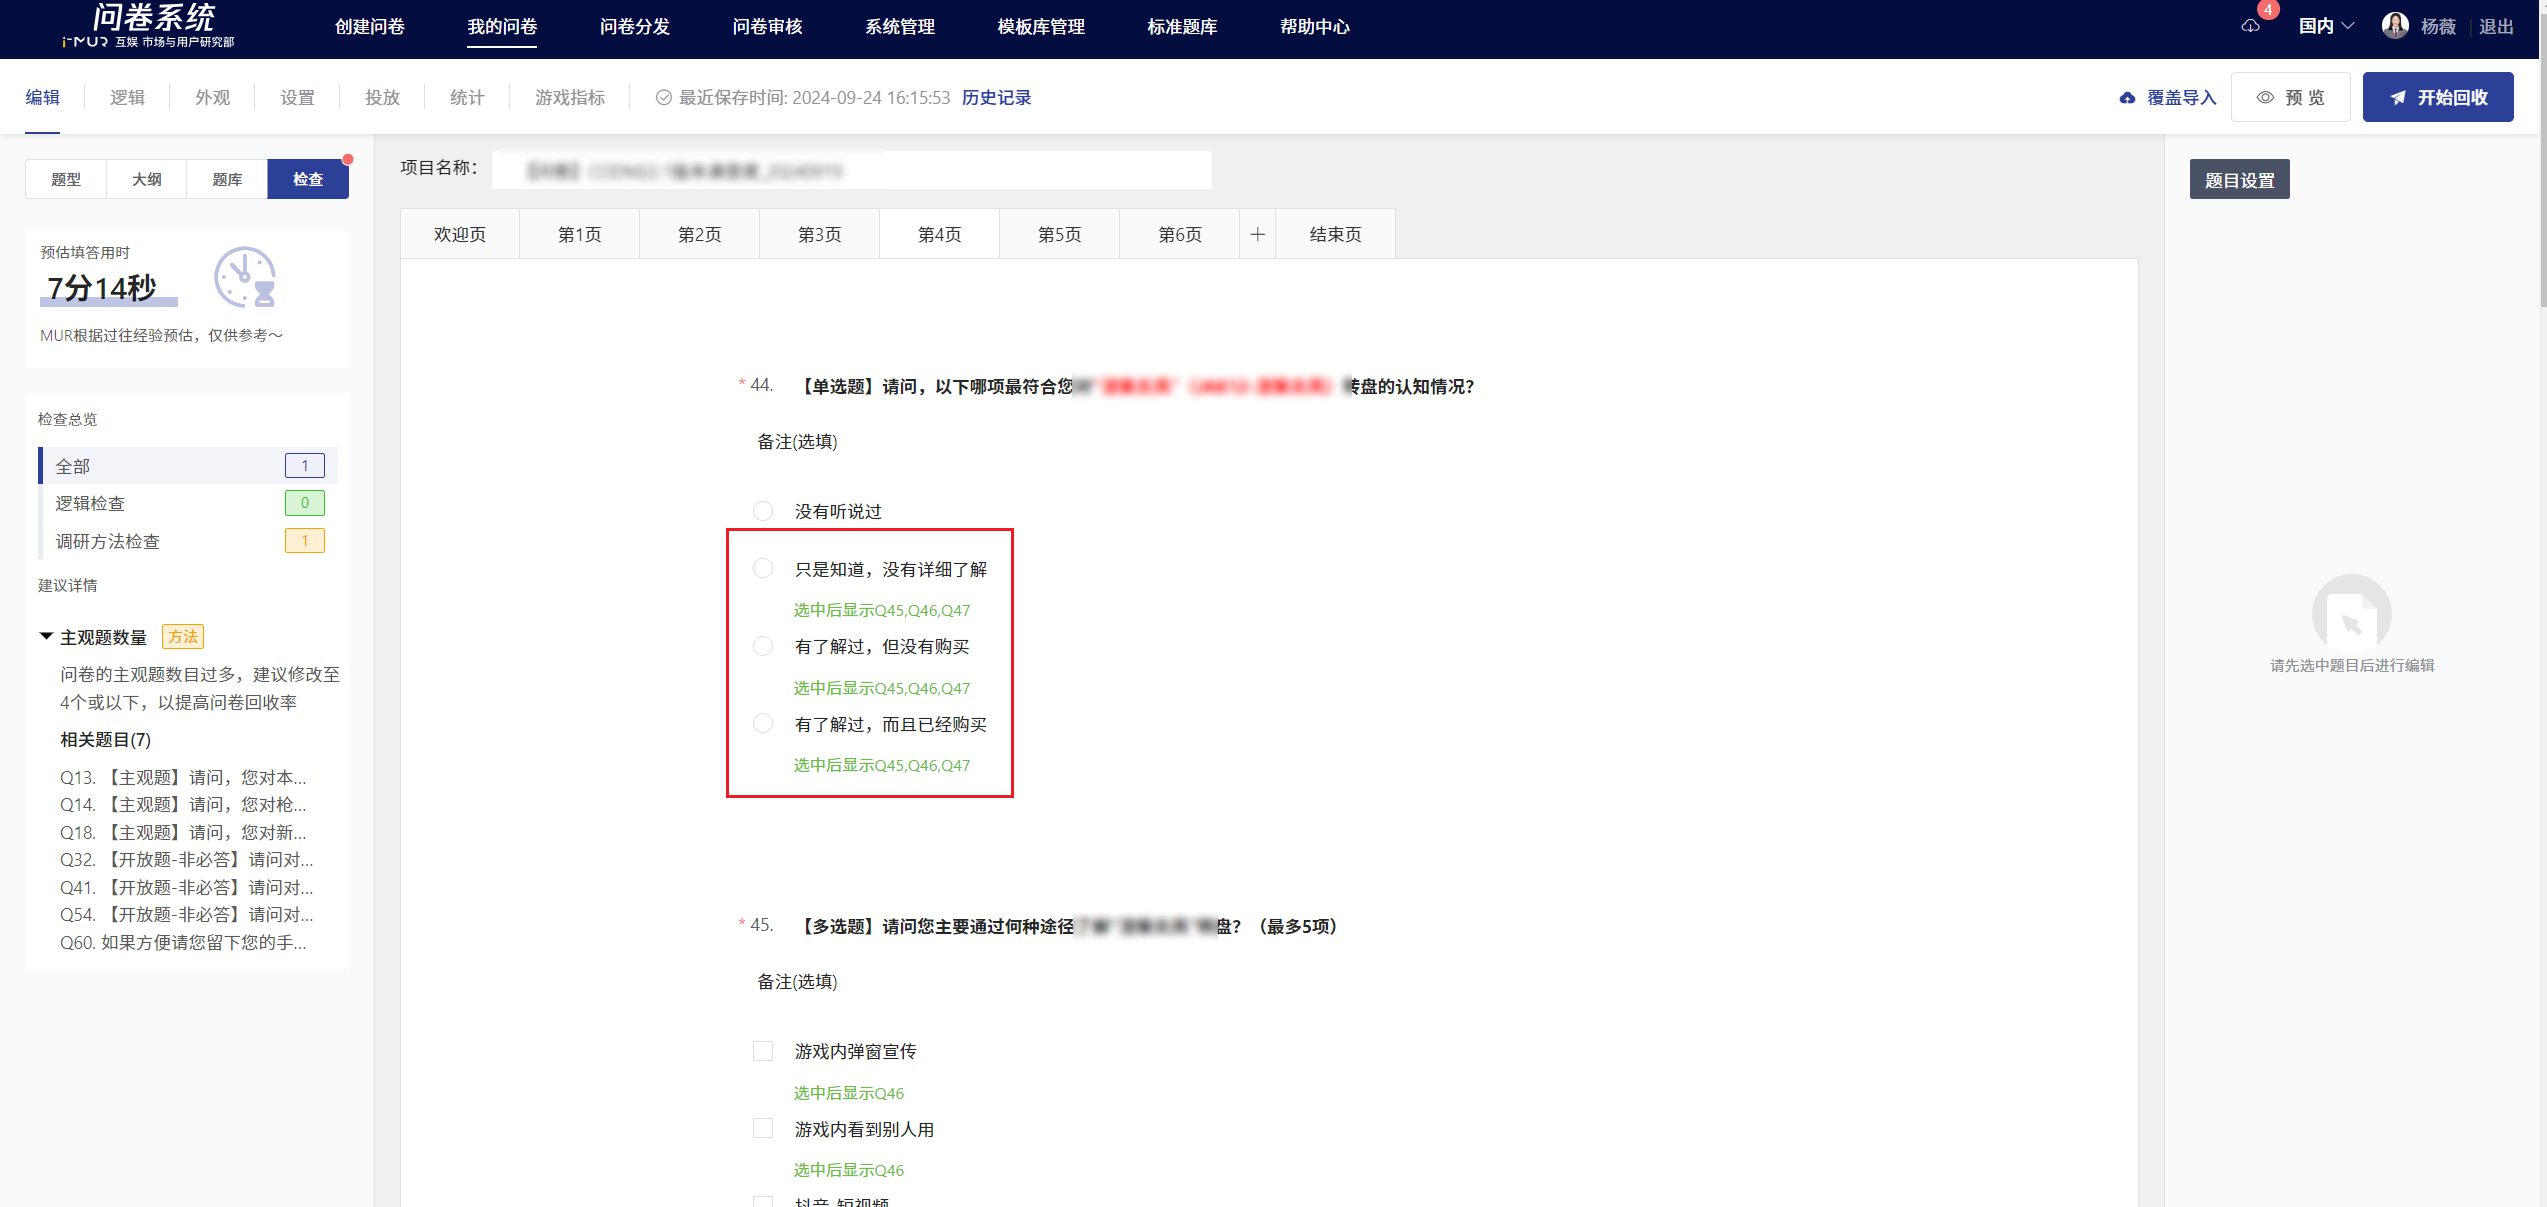 问卷系统
i-MUR 互娱 市场与用户研究部
创建问卷
我的问卷
问卷分发
问卷审核
系统管理
模板库管理
标准题库
帮助中心
4
国内
杨薇
退出
编辑
逻辑
外观
设置
投放
统计
游戏指标
最近保存时间: 2024-09-24 16:15:53
历史记录
覆盖导入
预 览
开始回收
题型
大纲
题库
检查
预估填答用时
7分14秒
MUR根据过往经验预估，仅供参考～
检查总览
全部
1
逻辑检查
0
调研方法检查
1
建议详情
主观题数量
方法
问卷的主观题数目过多，建议修改至
4个或以下，以提高问卷回收率
相关题目(7)
Q13. 【主观题】请问，您对本...
Q14. 【主观题】请问，您对枪...
Q18. 【主观题】请问，您对新...
Q32. 【开放题-非必答】请问对...
Q41. 【开放题-非必答】请问对...
Q54. 【开放题-非必答】请问对...
Q60. 如果方便请您留下您的手...
项目名称：
欢迎页
第1页
第2页
第3页
第4页
第5页
第6页
结束页
* 44. 【单选题】请问，以下哪项最符合您 转盘的认知情况？
备注(选填)
没有听说过
只是知道，没有详细了解
选中后显示Q45,Q46,Q47
有了解过，但没有购买
选中后显示Q45,Q46,Q47
有了解过，而且已经购买
选中后显示Q45,Q46,Q47
* 45. 【多选题】请问您主要通过何种途径 盘？（最多5项）
备注(选填)
游戏内弹窗宣传
选中后显示Q46
游戏内看到别人用
选中后显示Q46
抖音-短视频
题目设置
请先选中题目后进行编辑